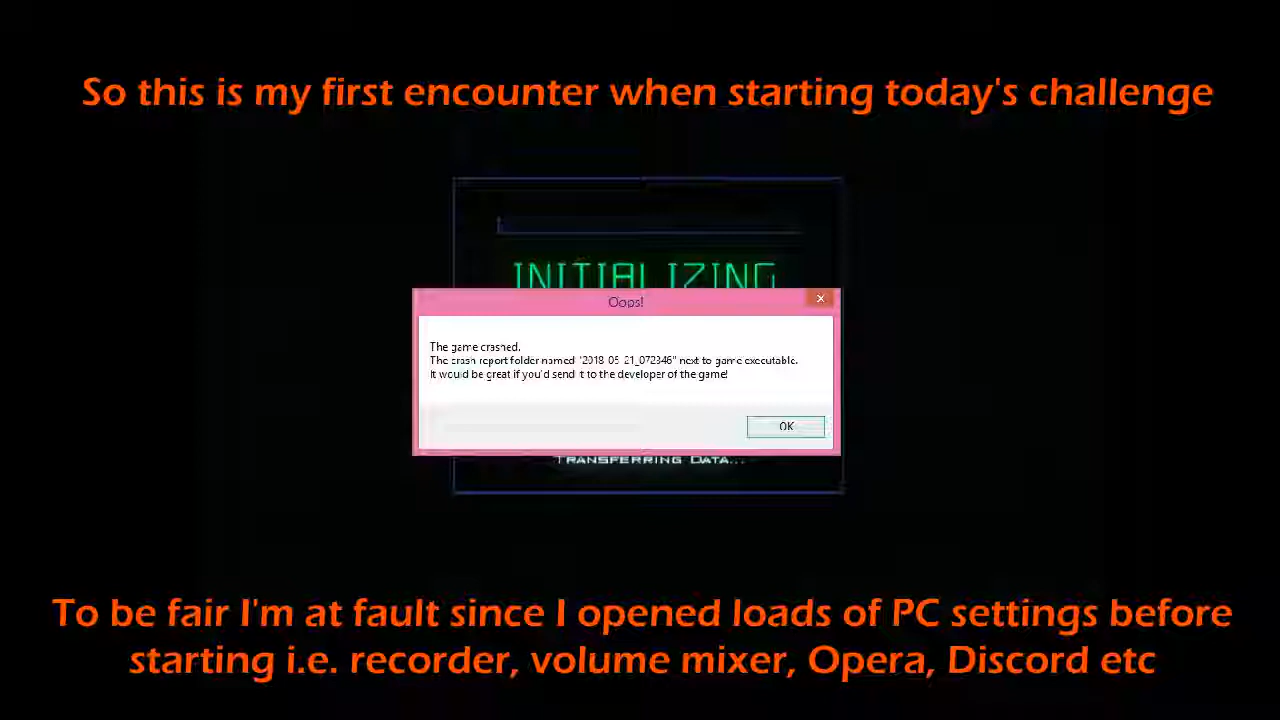 So this is my first encounter when starting today's challenge
INITIALIZING
Oops!
The game crashed.
The crash report folder named "2018-05-21_072346" next to game executable.
It would be great if you'd send it to the developer of the game!
OK
TRANSFERRING DATA...
To be fair I'm at fault since I opened loads of PC settings before
starting i.e. recorder, volume mixer, Opera, Discord etc